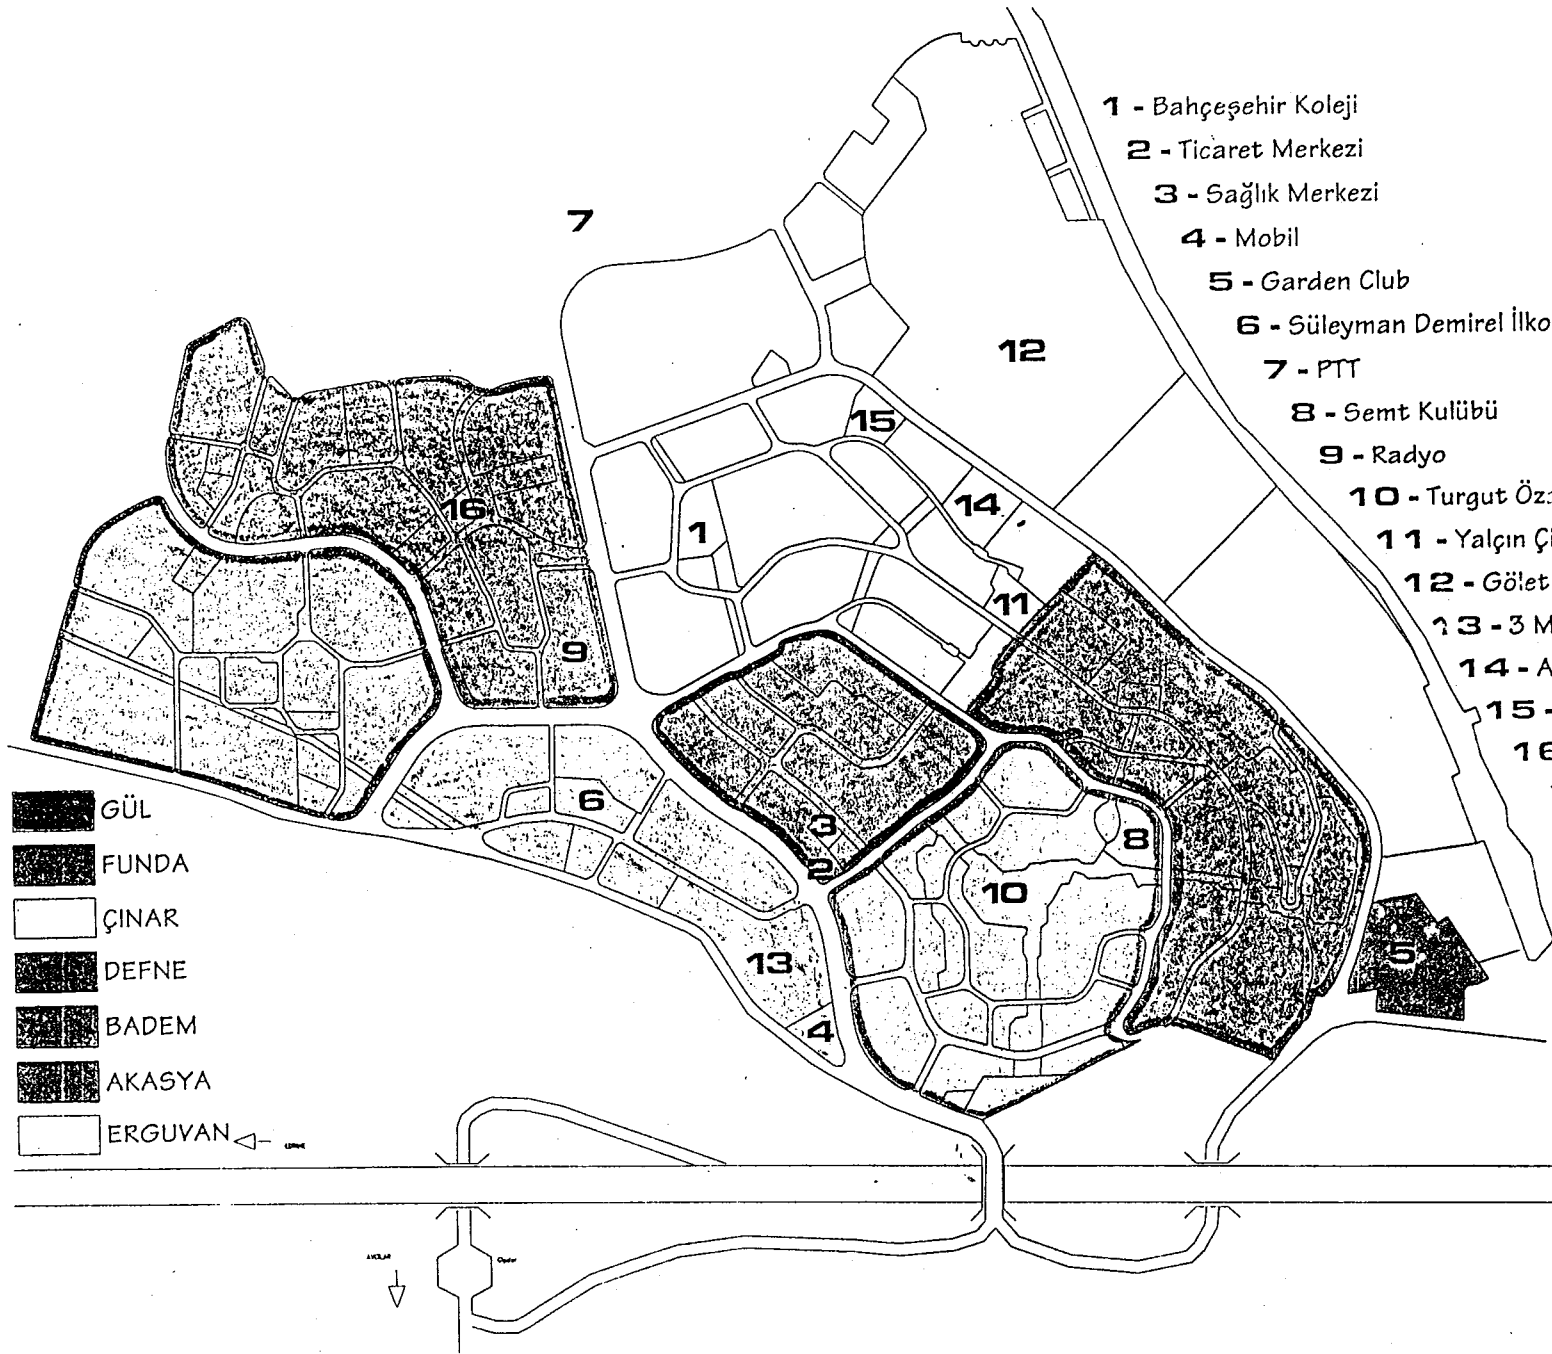 1 - Bahçeşehir Koleji
2 - Ticaret Merkezi
3 - Sağlık Merkezi
4 - Mobil
5 - Garden Club
6 - Süleyman Demirel İlko
7 - PTT
8 - Semt Kulübü
9 - Radyo
10 - Turgut Öz
11 - Yalçın Çi
12 - Gölet
13 - 3 M
14 - A
15 -
16
7
12
15
16
14
1
11
9
6
3
8
2
10
13
5
4
GÜL
FUNDA
ÇINAR
DEFNE
BADEM
AKASYA
ERGUVAN
AVCILAR